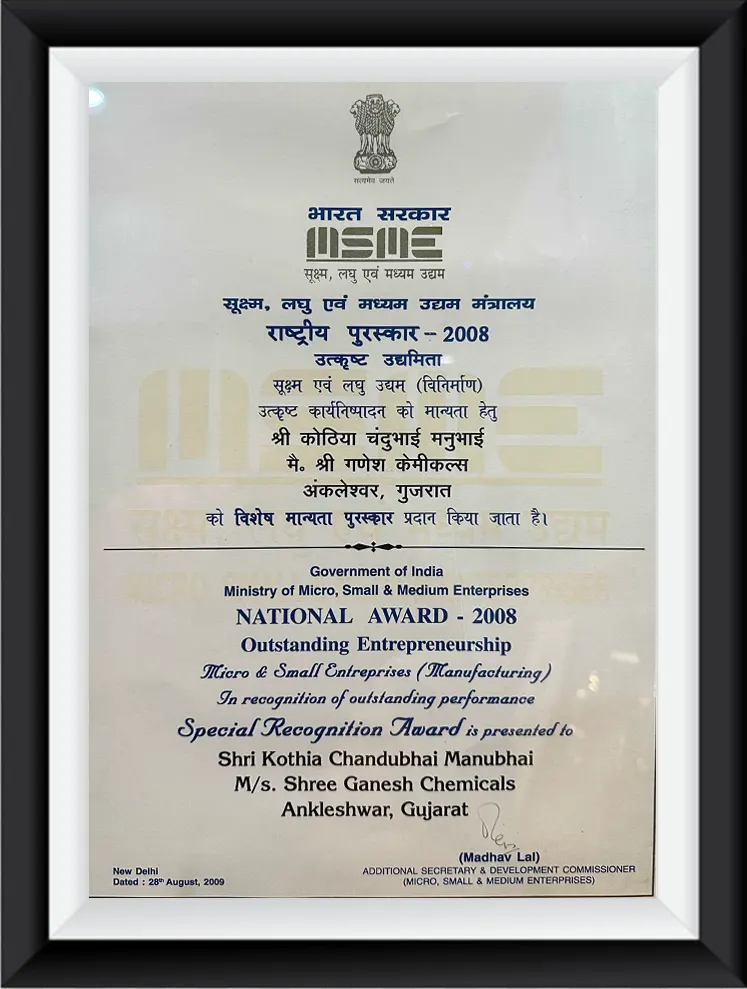 सत्यमेव जयते
भारत सरकार
MSME
सूक्ष्म, लघु एवं मध्यम उद्यम
सूक्ष्म, लघु एवं मध्यम उद्यम मंत्रालय
राष्ट्रीय पुरस्कार - 2008
उत्कृष्ट उद्यमिता
सूक्ष्म एवं लघु उद्यम (विनिर्माण)
उत्कृष्ट कार्यनिष्पादन को मान्यता हेतु
श्री कोठिया चंदुभाई मनुभाई
मै. श्री गणेश केमीकल्स
अंकलेश्वर, गुजरात
को विशेष मान्यता पुरस्कार प्रदान किया जाता है।
Government of India
Ministry of Micro, Small & Medium Enterprises
NATIONAL AWARD - 2008
Outstanding Entrepreneurship
Micro & Small Entreprises (Manufacturing)
In recognition of outstanding performance
Special Recognition Award is presented to
Shri Kothia Chandubhai Manubhai
M/s. Shree Ganesh Chemicals
Ankleshwar, Gujarat
(Madhav Lal)
ADDITIONAL SECRETARY & DEVELOPMENT COMMISSIONER
(MICRO, SMALL & MEDIUM ENTERPRISES)
New Delhi
Dated : 28th August, 2009